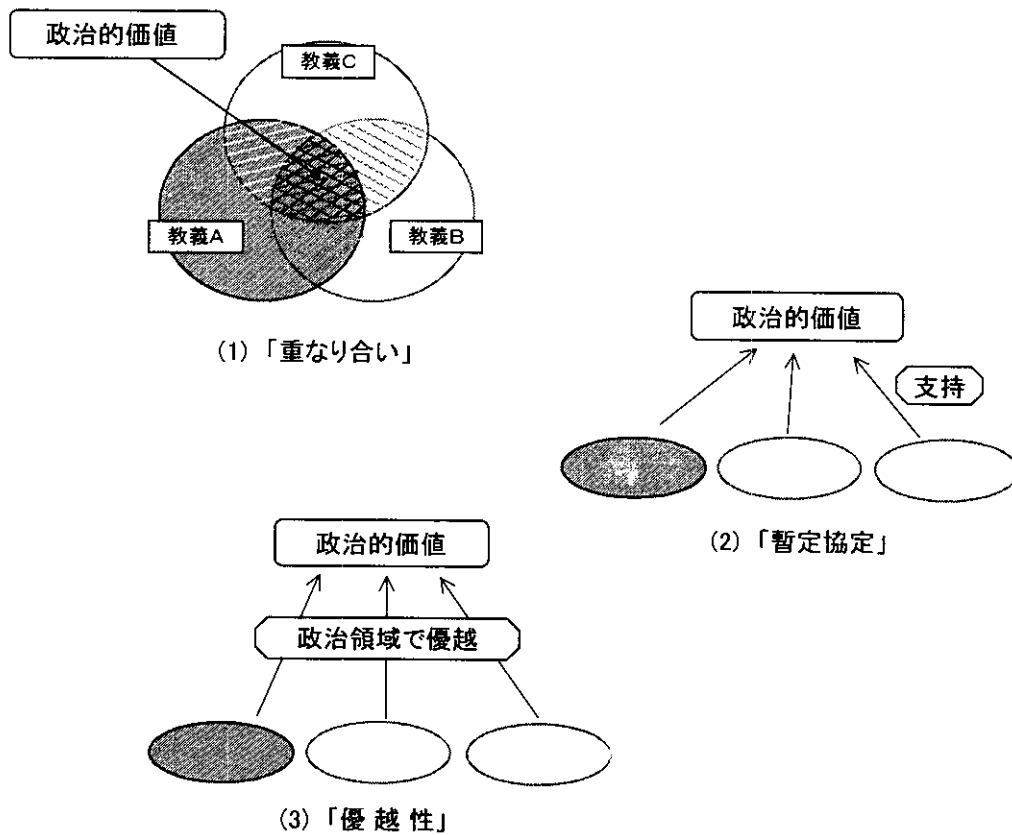 政治的価値
教義C
教義A
教義B
(1)「重なり合い」
政治的価値
支持
(2)「暫定協定」
政治的価値
政治領域で優越
(3)「優越性」